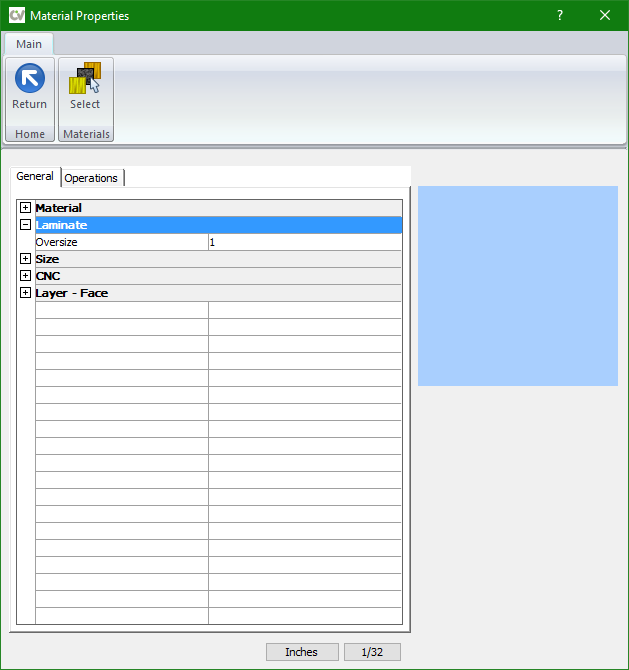 CV Material Properties ?
Main
Return
Select
Home
Materials
General
Operations
Material
Laminate
Oversize 1
Size
CNC
Layer - Face
Inches
1/32